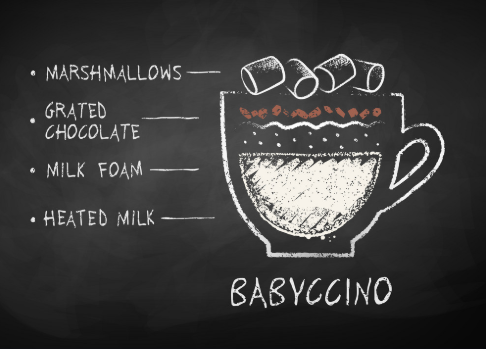 MARSHMALLOWS
GRATED
CHOCOLATE
MILK FOAM
HEATED MILK
BABYCCINO